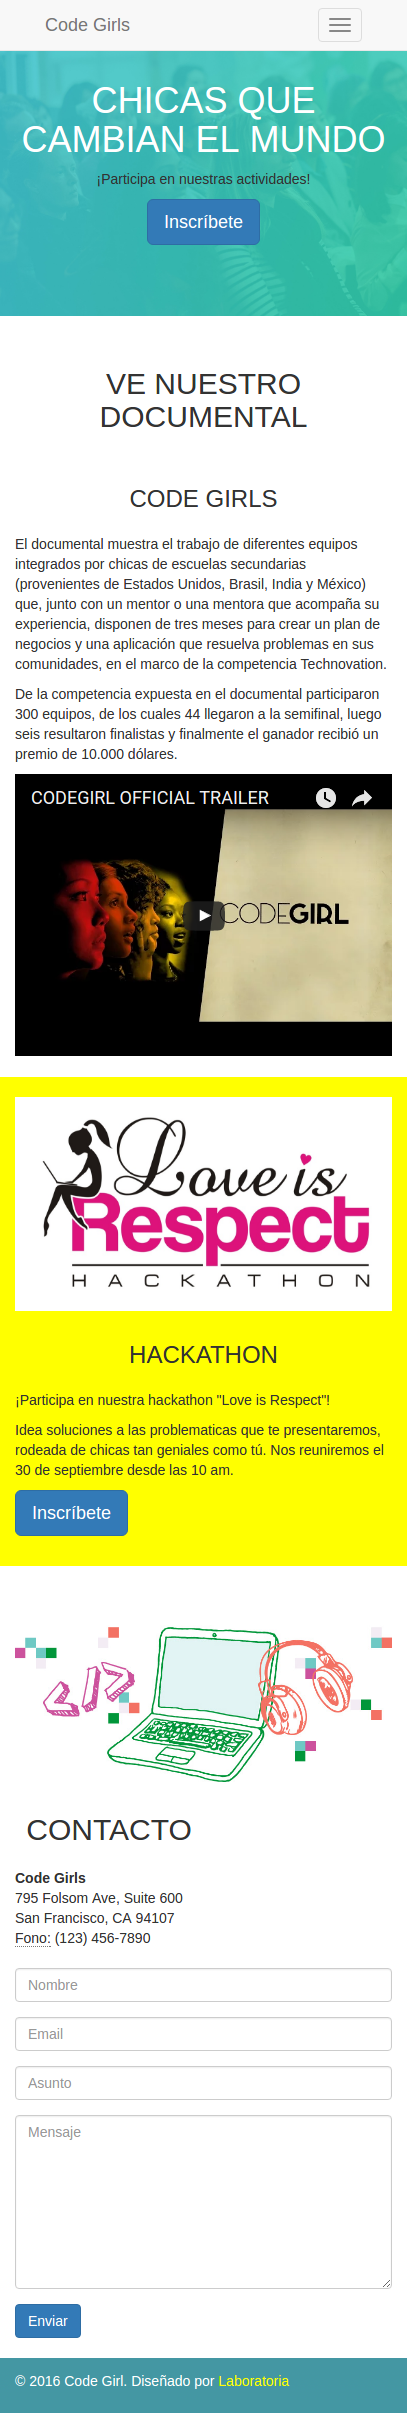 Code Girls
CHICAS QUE
CAMBIAN EL MUNDO
¡Participa en nuestras actividades!
Inscríbete
VE NUESTRO
DOCUMENTAL
CODE GIRLS
El documental muestra el trabajo de diferentes equipos
integrados por chicas de escuelas secundarias
(provenientes de Estados Unidos, Brasil, India y México)
que, junto con un mentor o una mentora que acompaña su
experiencia, disponen de tres meses para crear un plan de
negocios y una aplicación que resuelva problemas en sus
comunidades, en el marco de la competencia Technovation.
De la competencia expuesta en el documental participaron
300 equipos, de los cuales 44 llegaron a la semifinal, luego
seis resultaron finalistas y finalmente el ganador recibió un
premio de 10.000 dólares.
CODEGIRL OFFICIAL TRAILER
CODEGIRL
Love is
Respect
HACKATHON
HACKATHON
¡Participa en nuestra hackathon "Love is Respect"!
Idea soluciones a las problematicas que te presentaremos,
rodeada de chicas tan geniales como tú. Nos reuniremos el
30 de septiembre desde las 10 am.
Inscríbete
</>
CONTACTO
Code Girls
795 Folsom Ave, Suite 600
San Francisco, CA 94107
Fono: (123) 456-7890
Nombre
Email
Asunto
Mensaje
Enviar
© 2016 Code Girl. Diseñado por Laboratoria